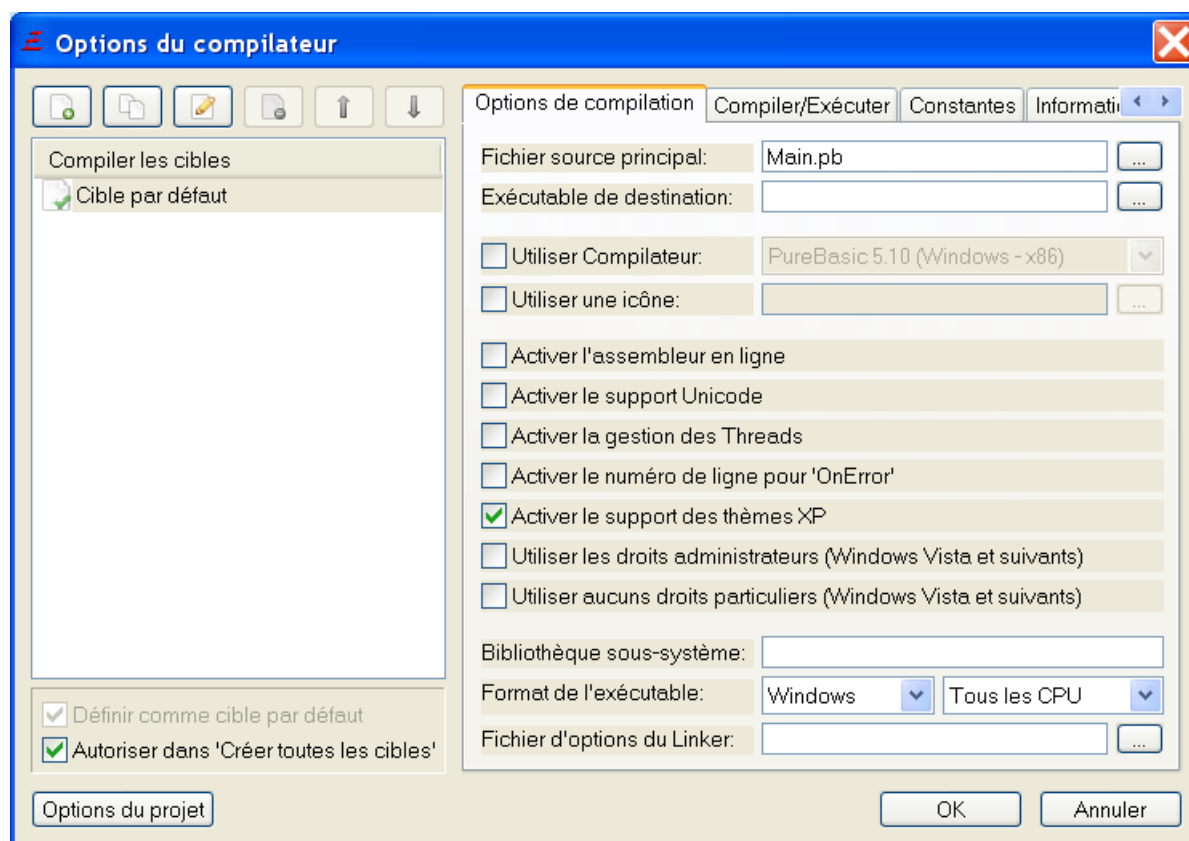 Options du compilateur
Options de compilation
Compiler/Exécuter
Constantes
Informati
Compiler les cibles
Cible par défaut
Fichier source principal:
Main.pb
...
Exécutable de destination:
...
Utiliser Compilateur:
PureBasic 5.10 (Windows - x86)
Utiliser une icône:
...
Activer l'assembleur en ligne
Activer le support Unicode
Activer la gestion des Threads
Activer le numéro de ligne pour 'OnError'
Activer le support des thèmes XP
Utiliser les droits administrateurs (Windows Vista et suivants)
Utiliser aucuns droits particuliers (Windows Vista et suivants)
Bibliothèque sous-système:
Format de l'exécutable:
Windows
Tous les CPU
Fichier d'options du Linker:
...
Définir comme cible par défaut
Autoriser dans 'Créer toutes les cibles'
Options du projet
OK
Annuler